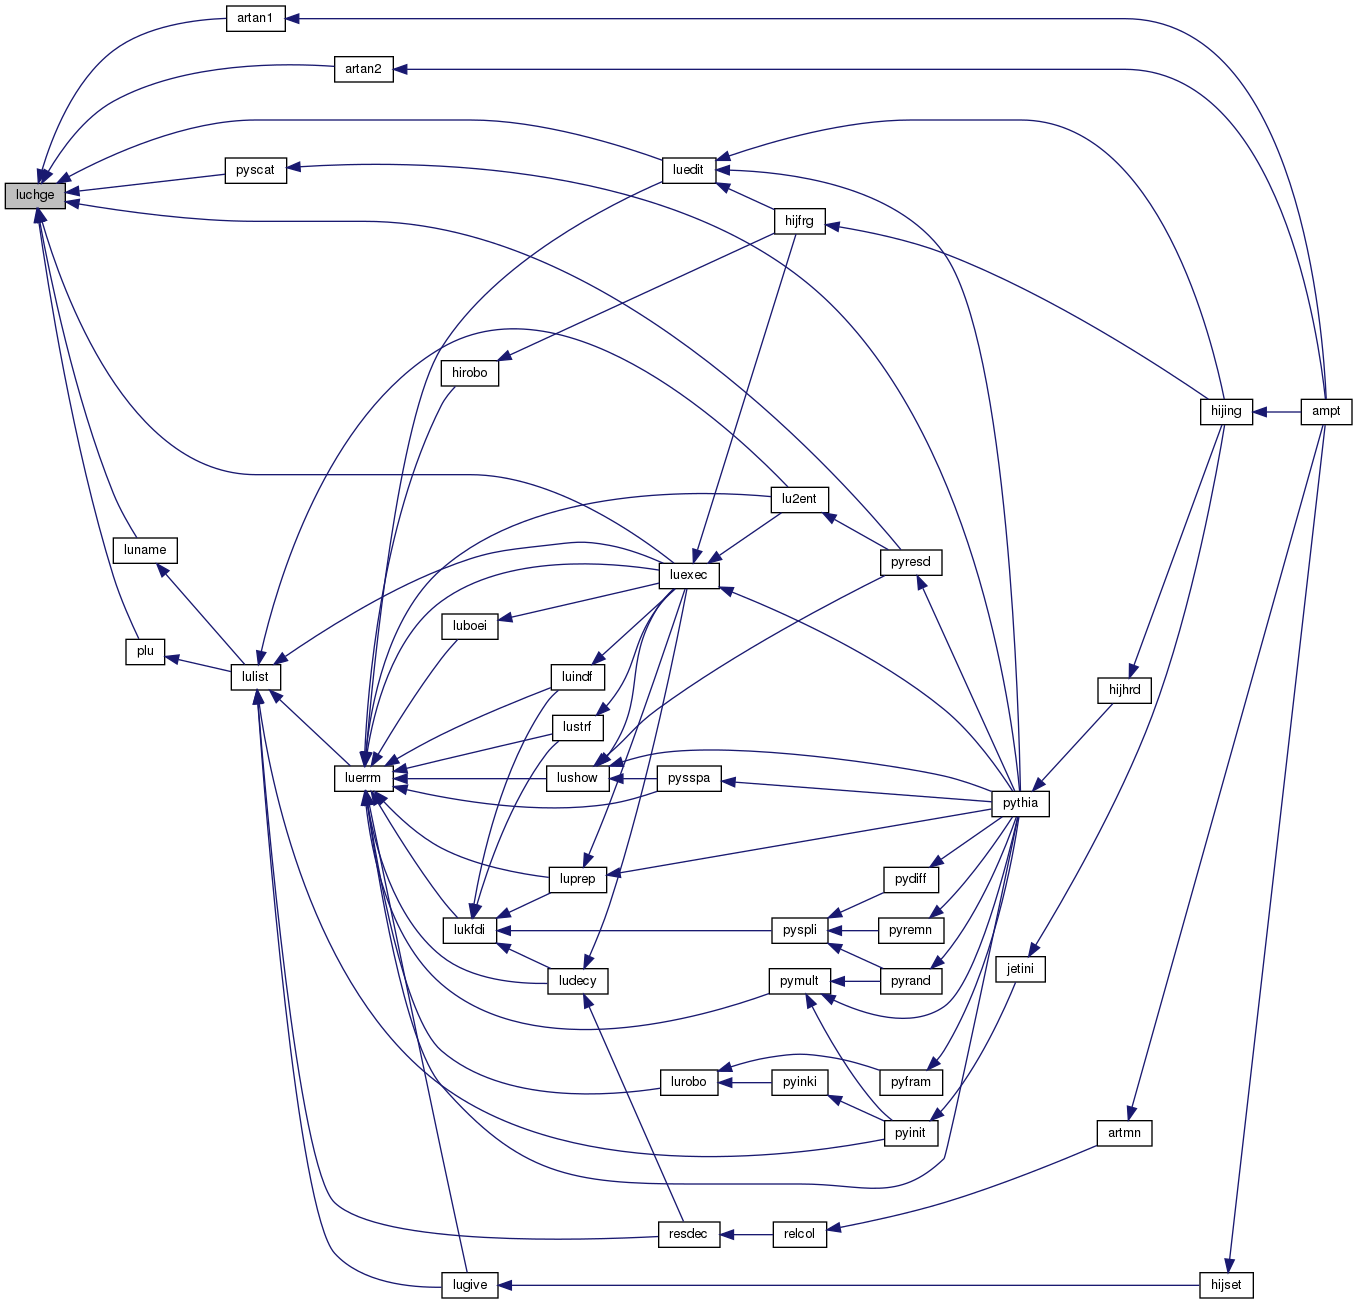 artan1
artan2
luchge
pyscat
luedit
hijfrg
hirobo
hijing
ampt
lu2ent
luname
pyresd
luexec
luboei
plu
lulist
luindf
hijhrd
lustrf
luerrm
lushow
pysspa
pythia
luprep
pydiff
lukfdi
pyspli
pyremn
ludecy
pymult
pyrand
jetini
lurobo
pyinki
pyfram
pyinit
artmn
resdec
relcol
lugive
hijset